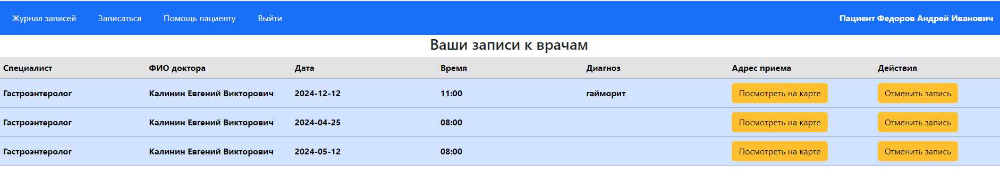 Журнал записей Записаться Помощь пациенту Выйти Пациент Федоров Андрей Иванович
Ваши записи к врачам
Специалист ФИО доктора Дата Время Диагноз Адрес приема Действия
Гастроэнтеролог Калинин Евгений Викторович 2024-12-12 11:00 гайморит Посмотреть на карте Отменить запись
Гастроэнтеролог Калинин Евгений Викторович 2024-04-25 08:00 Посмотреть на карте Отменить запись
Гастроэнтеролог Калинин Евгений Викторович 2024-05-12 08:00 Посмотреть на карте Отменить запись